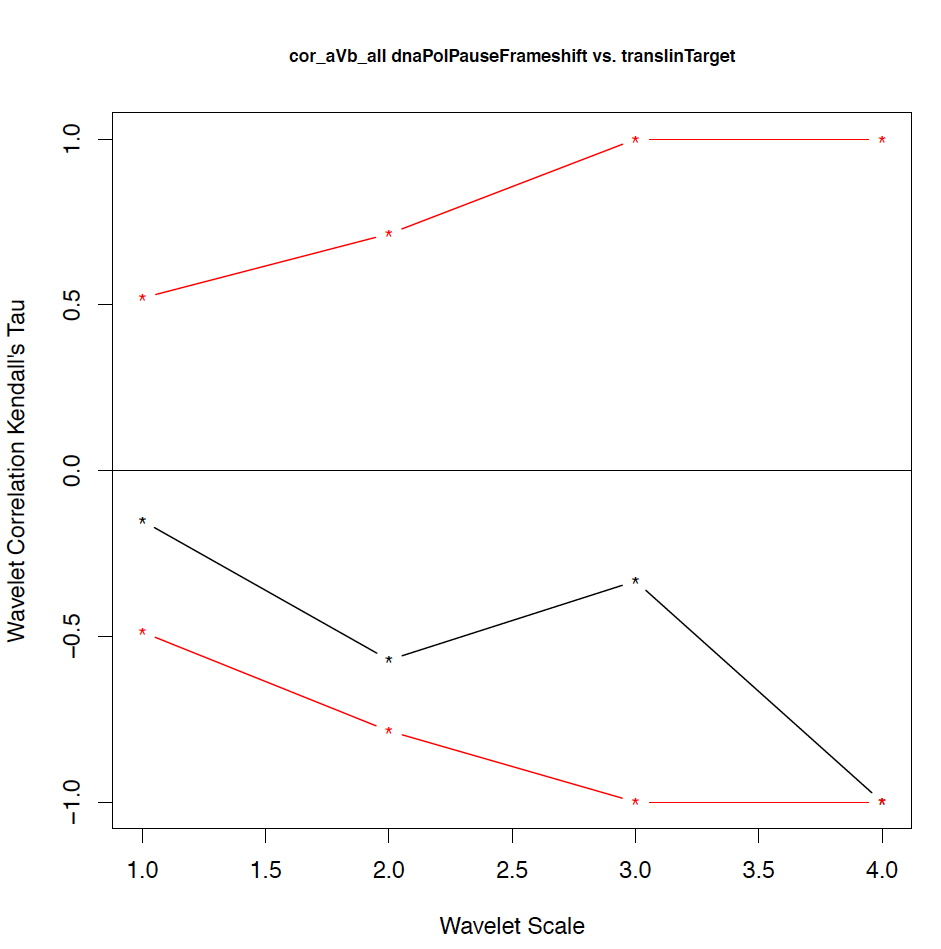 cor_aVb_all dnaPolPauseFrameshift vs. translinTarget
Wavelet Correlation Kendall's Tau
1.0
0.5
0.0
−0.5
−1.0
1.0 1.5 2.0 2.5 3.0 3.5 4.0
Wavelet Scale